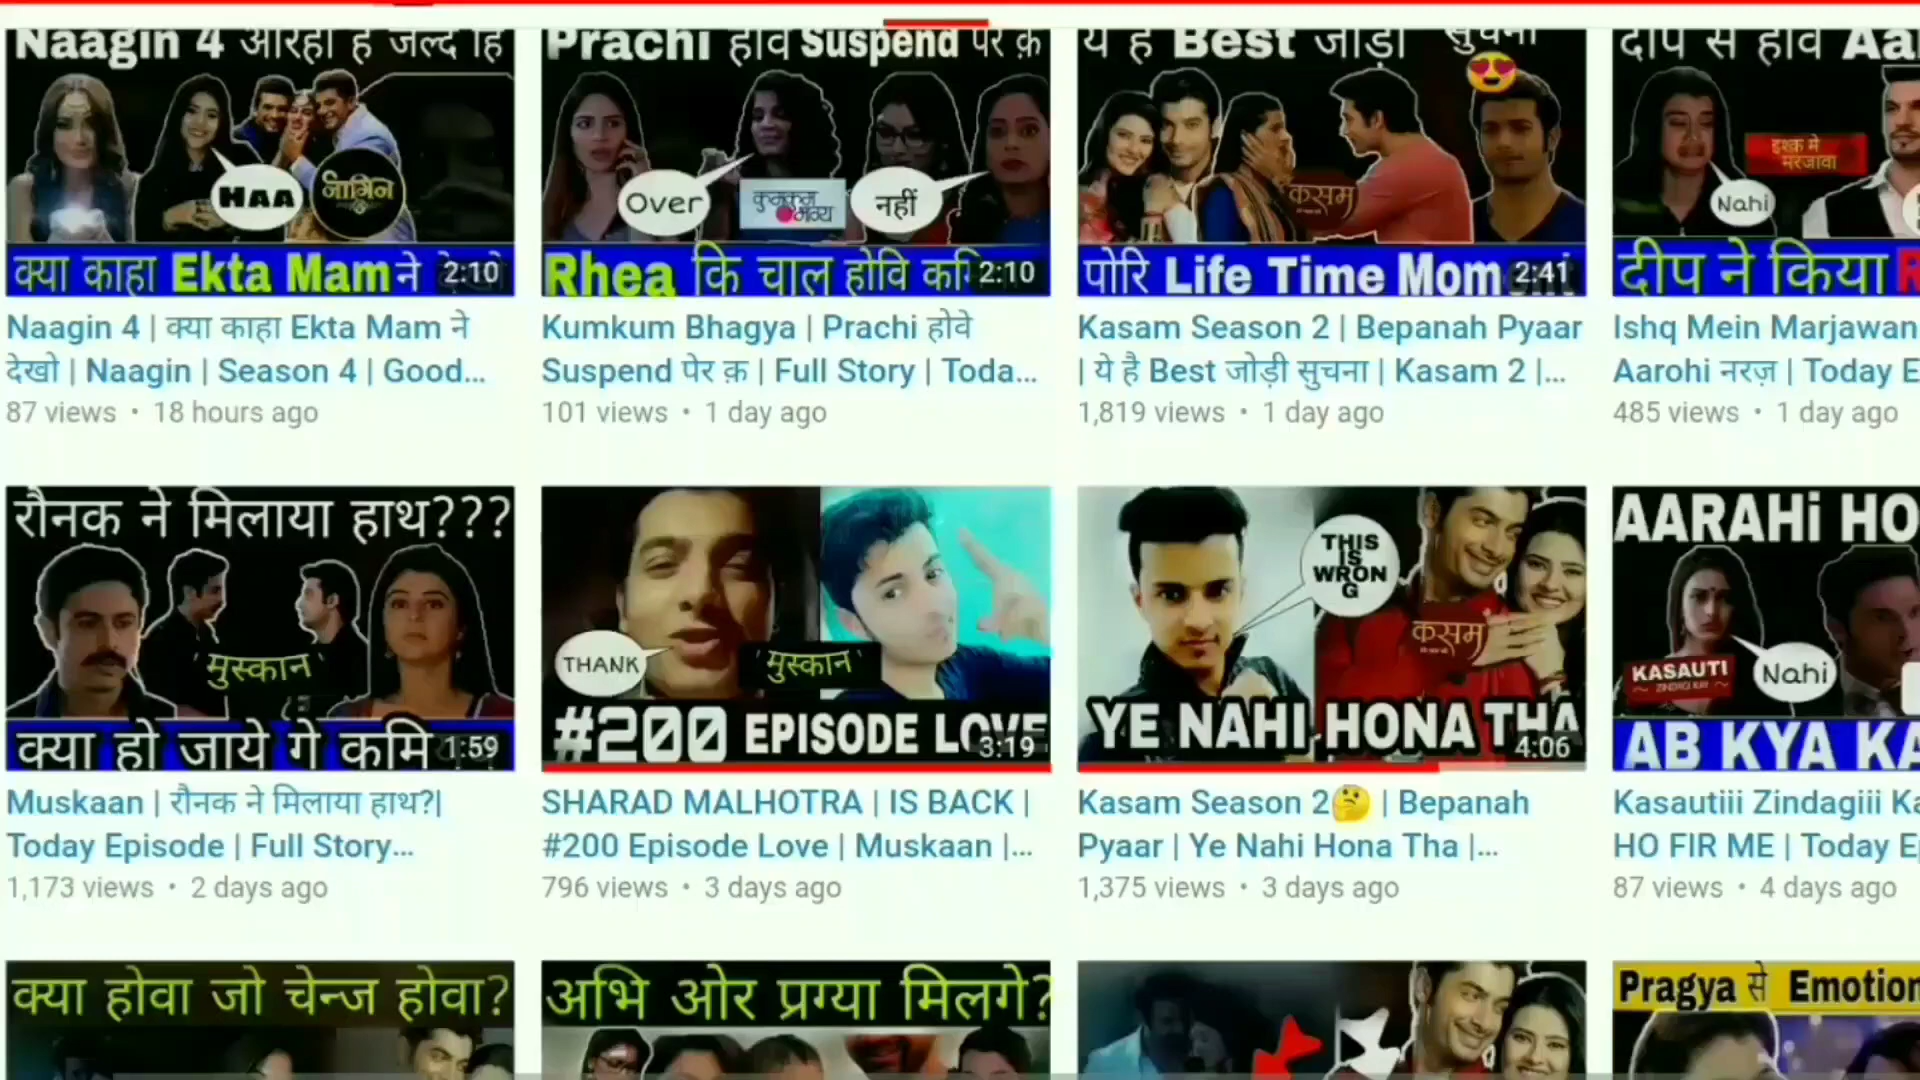 Naagin 4 आरहा है जल्द हि
HAA
नागिन
क्या काहा Ekta Mam ने
2:10
Naagin 4 | क्या काहा Ekta Mam ने
देखो | Naagin | Season 4 | Good...
87 views • 18 hours ago
Prachi होवे Suspend पेर क़
Over
कुमकुम
भाग्य
नहीं
Rhea कि चाल होवि
2:10
Kumkum Bhagya | Prachi होवे
Suspend पेर क़ | Full Story | Toda...
101 views • 1 day ago
ये है Best जोड़ी सुचना
कसम
पोरि Life Time Mom
2:41
Kasam Season 2 | Bepanah Pyaar
| ये है Best जोड़ी सुचना | Kasam 2 |...
1,819 views • 1 day ago
दीप से होवे Aa
Nahi
इश्क़ में
मरजावां
दीप ने किया R
Ishq Mein Marjawan
Aarohi नरज़ | Today E
485 views • 1 day ago
रौनक ने मिलाया हाथ???
मुस्कान
क्या हो जाये गे कमि
1:59
Muskaan | रौनक ने मिलाया हाथ?|
Today Episode | Full Story...
1,173 views • 2 days ago
THANK
मुस्कान
#200 EPISODE LOVE
3:19
SHARAD MALHOTRA | IS BACK |
#200 Episode Love | Muskaan |...
796 views • 3 days ago
THIS
IS
WRON
G
कसम
YE NAHI HONA THA
4:06
Kasam Season 2🤔 | Bepanah
Pyaar | Ye Nahi Hona Tha |...
1,375 views • 3 days ago
AARAHi HO
KASAUTI
ZINDAGII KAY
Nahi
AB KYA KA
Kasautiii Zindagiii Ka
HO FIR ME | Today Ep
87 views • 4 days ago
क्या होवा जो चेन्ज होवा?
अभि ओर प्रग्या मिलगे?
Pragya से Emotion